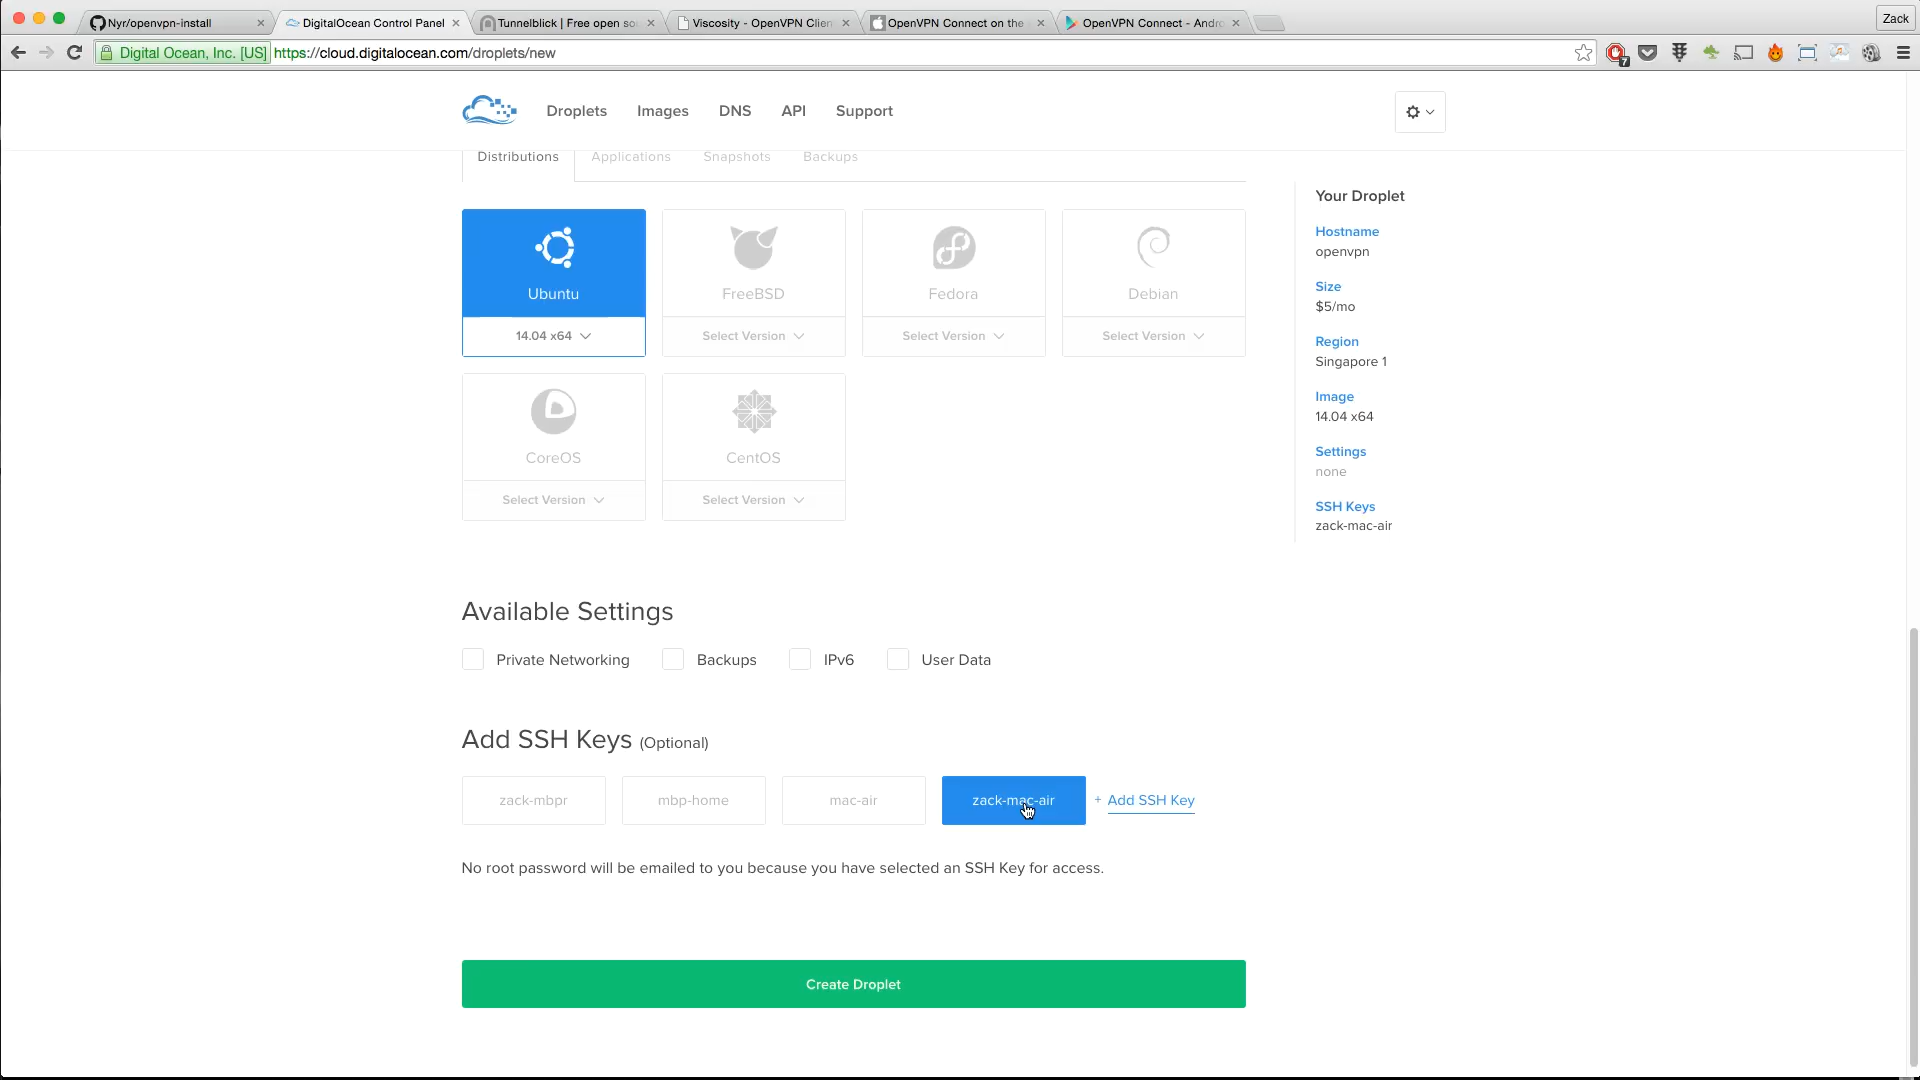 Nyr/openvpn-install
DigitalOcean Control Panel
Tunnelblick | Free open so
Viscosity - OpenVPN Clien
OpenVPN Connect on the
OpenVPN Connect - Andro
Zack
Digital Ocean, Inc. [US]
https://cloud.digitalocean.com/droplets/new
7
Droplets
Images
DNS
API
Support
Distributions
Applications
Snapshots
Backups
Ubuntu
FreeBSD
Fedora
Debian
14.04 x64
Select Version
Select Version
Select Version
CoreOS
CentOS
Select Version
Select Version
Your Droplet
Hostname
openvpn
Size
$5/mo
Region
Singapore 1
Image
14.04 x64
Settings
none
SSH Keys
zack-mac-air
Available Settings
Private Networking
Backups
IPv6
User Data
Add SSH Keys (Optional)
zack-mbpr
mbp-home
mac-air
zack-mac-air
+ Add SSH Key
No root password will be emailed to you because you have selected an SSH Key for access.
Create Droplet